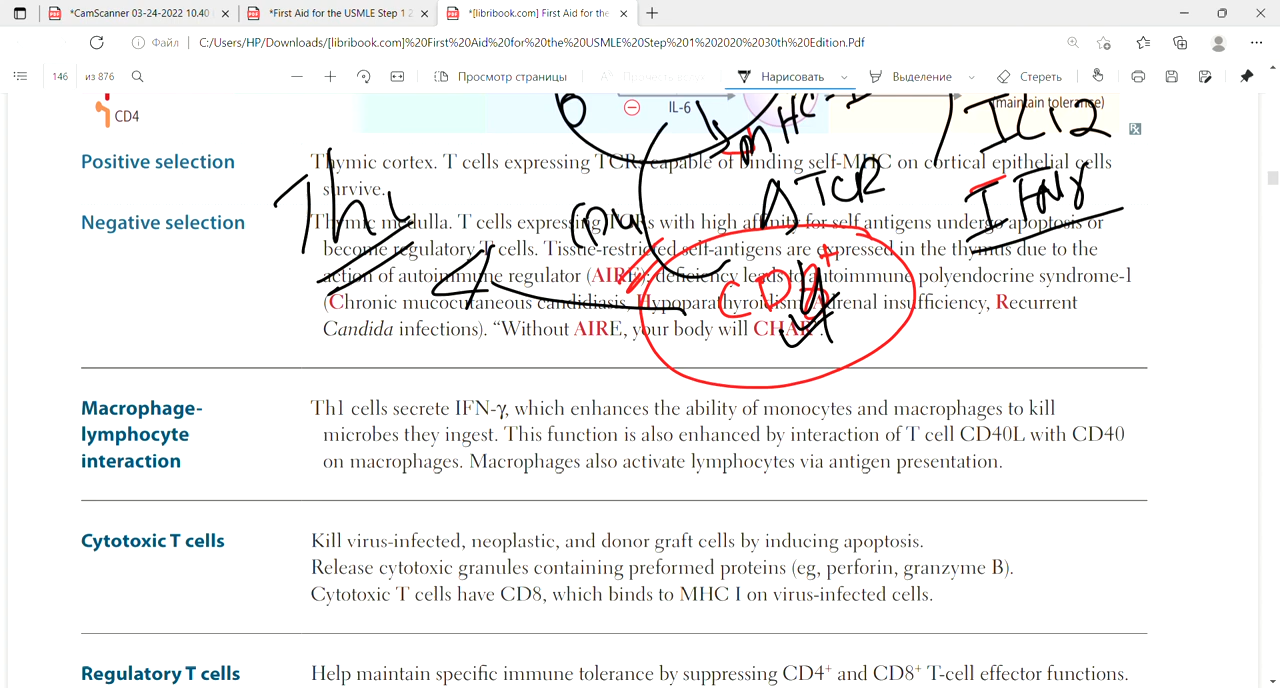 *CamScanner 03-24-2022 10.40
*First Aid for the USMLE Step 1 2
*[libribook.com] First Aid for the
Файл
C:/Users/HP/Downloads/[libribook.com]%20First%20Aid%20for%20the%20USMLE%20Step%201%202020%2030th%20Edition.Pdf
146 из 876
Просмотр страницы
Нарисовать
Выделение
Стереть
CD4
IL-6
(maintain tolerance)
MHC-
IL12
Rx
Positive selection
Thymic cortex. T cells expressing TCRs capable of binding self-MHC on cortical epithelial cells
survive.
TCR
IFNγ
Th1
Negative selection
Thymic medulla. T cells expressing TCRs with high affinity for self antigens undergo apoptosis or
become regulatory T cells. Tissue-restricted self-antigens are expressed in the thymus due to the
action of autoimmune regulator (AIRE); deficiency leads to autoimmune polyendocrine syndrome-1
(Chronic mucocutaneous candidiasis, Hypoparathyroidism, Adrenal insufficiency, Recurrent
Candida infections). “Without AIRE, your body will CHAR”.
CD
+
4
Macrophage-
lymphocyte
interaction
Th1 cells secrete IFN-γ, which enhances the ability of monocytes and macrophages to kill
microbes they ingest. This function is also enhanced by interaction of T cell CD40L with CD40
on macrophages. Macrophages also activate lymphocytes via antigen presentation.
Cytotoxic T cells
Kill virus-infected, neoplastic, and donor graft cells by inducing apoptosis.
Release cytotoxic granules containing preformed proteins (eg, perforin, granzyme B).
Cytotoxic T cells have CD8, which binds to MHC I on virus-infected cells.
Regulatory T cells
Help maintain specific immune tolerance by suppressing CD4+ and CD8+ T-cell effector functions.